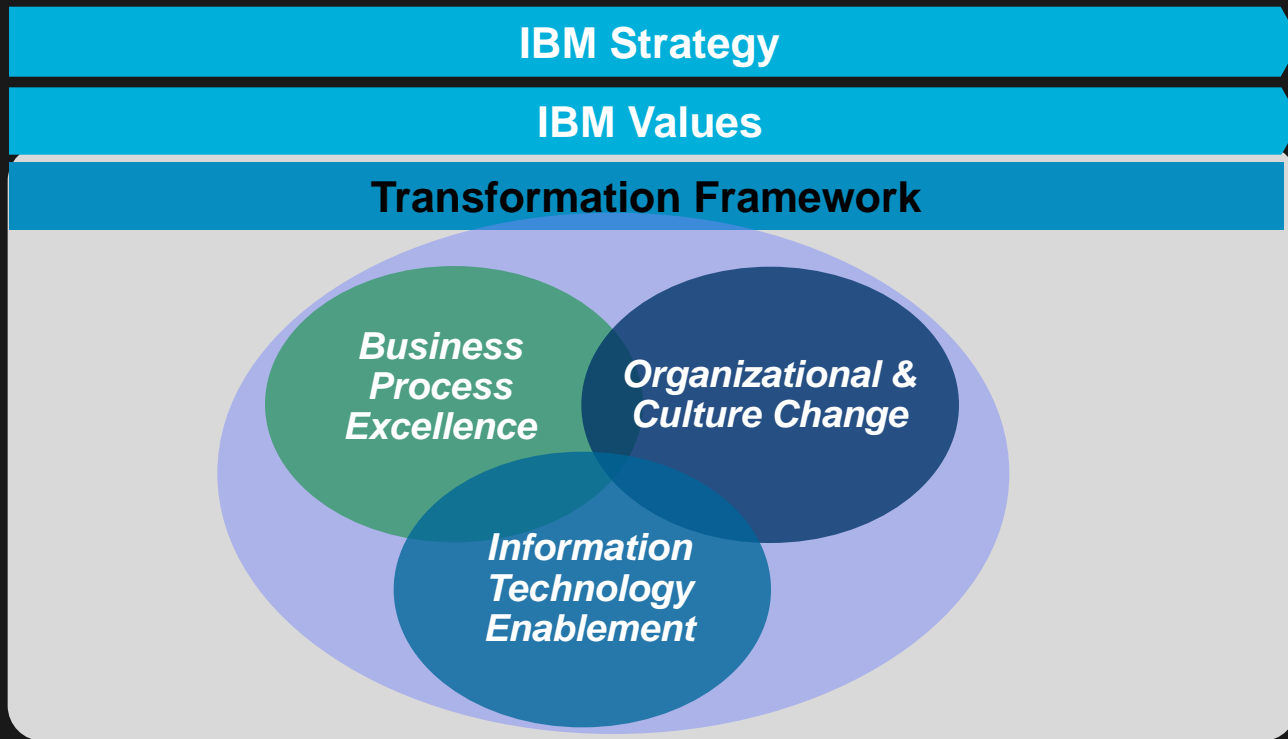 IBM Strategy
IBM Values
Transformation Framework
Business
Process
Excellence
Organizational &
Culture Change
Information
Technology
Enablement